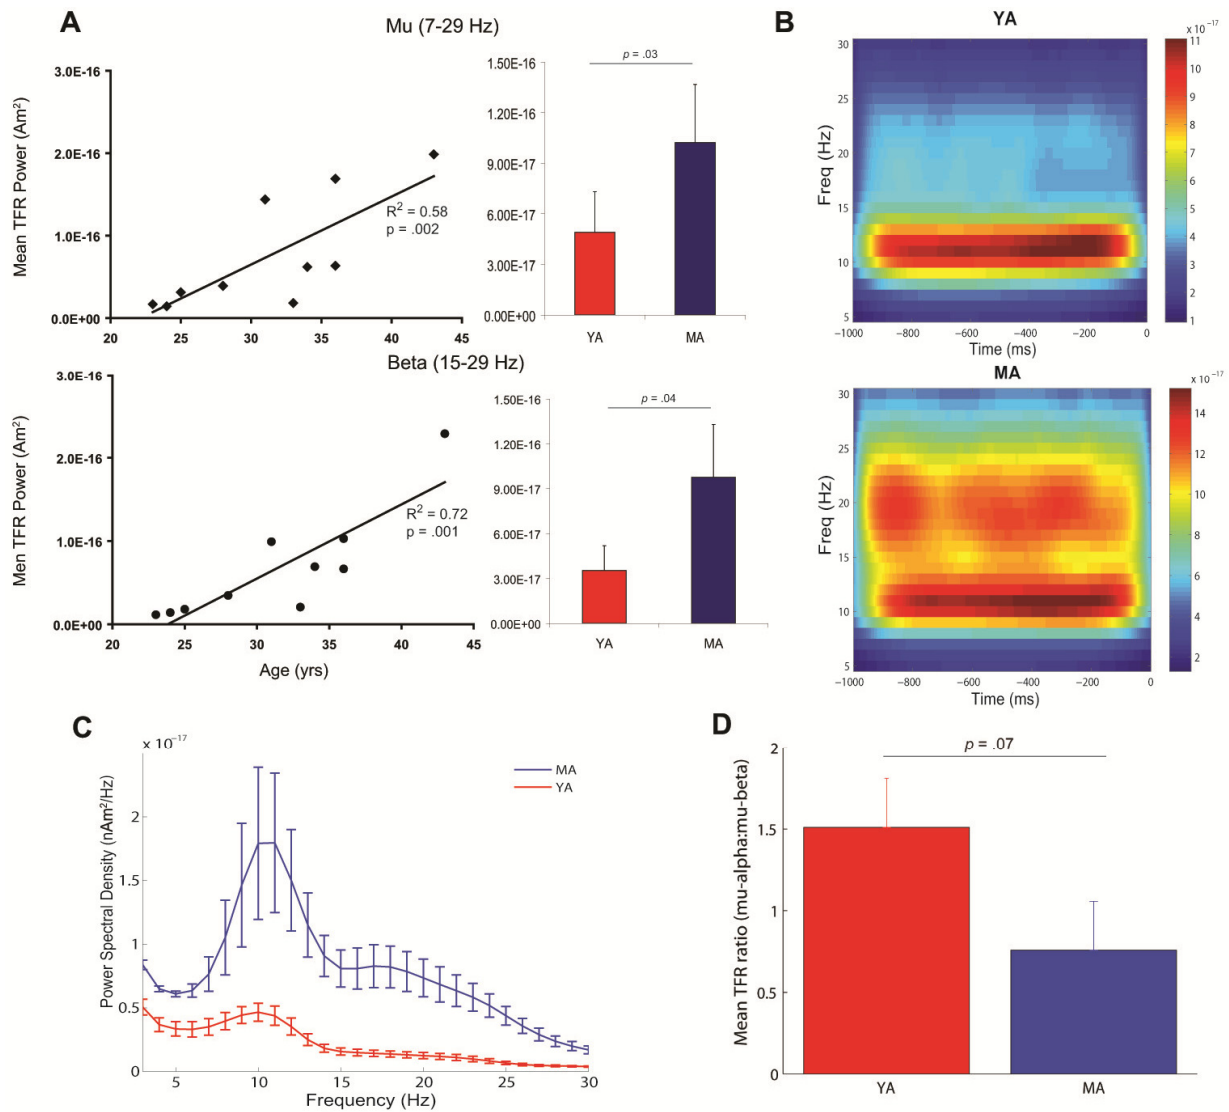 A
Mu (7-29 Hz)
Mean TFR Power (Am²)
3.0E-16
2.0E-16
1.0E-16
0.0E+00
20 25 30 35 40 45
R² = 0.58
p = .002
p = .03
1.50E-16
1.20E-16
9.00E-17
6.00E-17
3.00E-17
0.00E+00
YA MA
Beta (15-29 Hz)
Men TFR Power (Am²)
3.0E-16
2.0E-16
1.0E-16
0.0E+00
20 25 30 35 40 45
Age (yrs)
R² = 0.72
p = .001
p = .04
1.50E-16
1.20E-16
9.00E-17
6.00E-17
3.00E-17
0.00E+00
YA MA
B
YA
x 10⁻¹⁷
Freq (Hz)
30
25
20
15
10
5
−1000 −800 −600 −400 −200 0
Time (ms)
11
10
9
8
7
6
5
4
3
2
1
MA
x 10⁻¹⁷
Freq (Hz)
30
25
20
15
10
5
−1000 −800 −600 −400 −200 0
Time (ms)
14
12
10
8
6
4
2
C
x 10⁻¹⁷
Power Spectral Density (nAm²/Hz)
2
1.5
1
0.5
0
5 10 15 20 25 30
Frequency (Hz)
MA
YA
D
p = .07
Mean TFR ratio (mu-alpha:mu-beta)
2
1.5
1
0.5
0
YA MA